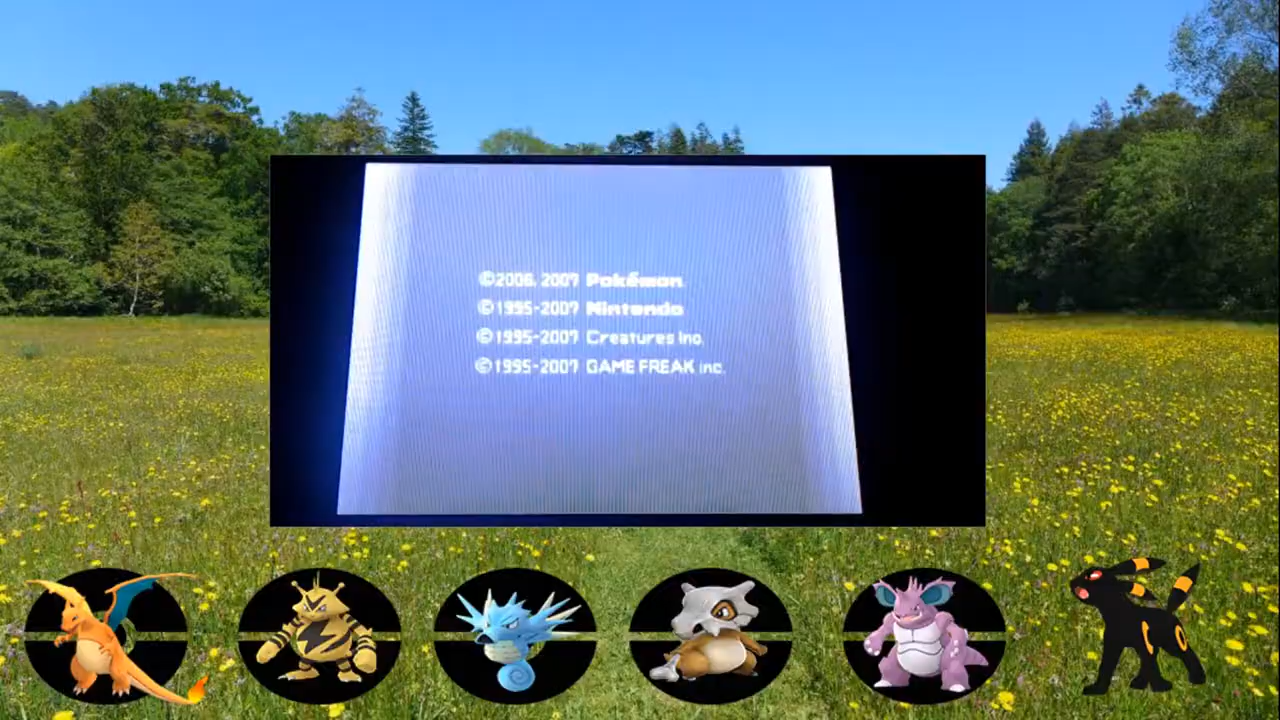 ©2006, 2007 Pokémon.
©1995-2007 Nintendo
©1995-2007 Creatures Inc.
©1995-2007 GAME FREAK inc.